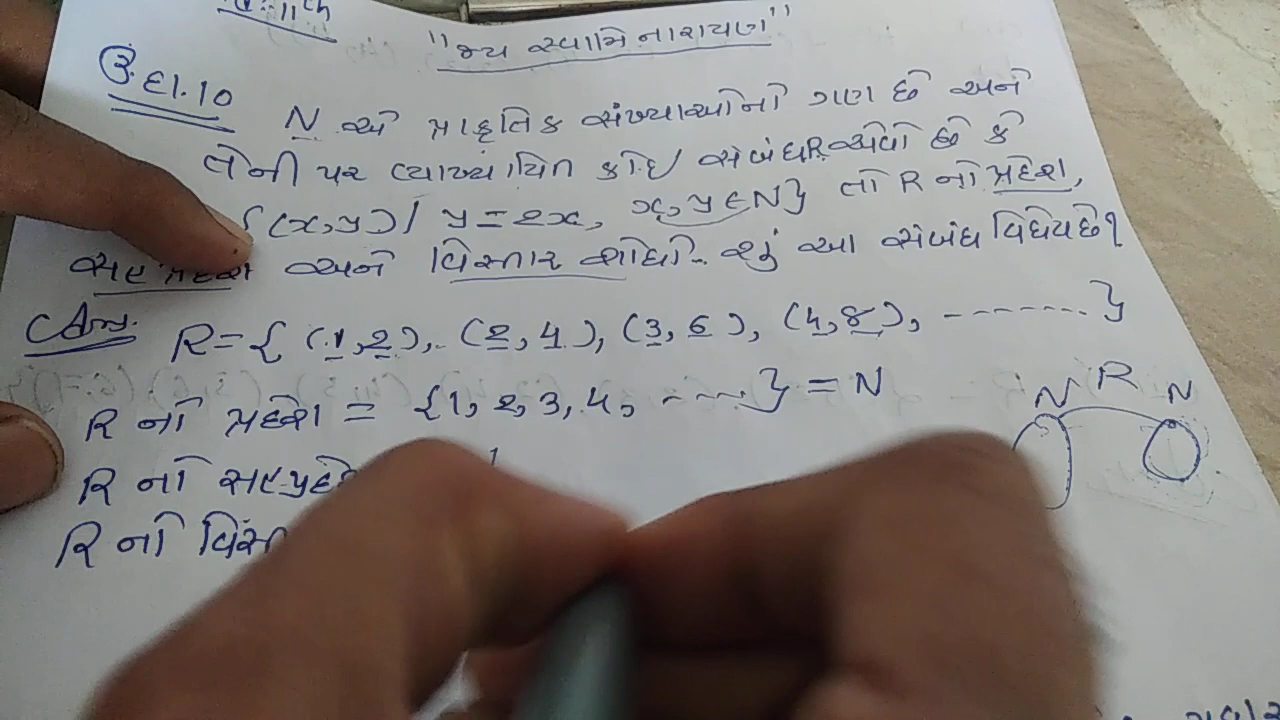 11th
"જય સ્વામિનારાયણ"
ઉ.દા.10 N એ પ્રાકૃતિક સંખ્યાઓનો ગણ છે અને
તેની પર વ્યાખ્યાયિત કોઇ સંબંધ R એવો છે કે
{(x,y) / y=2x, x,y∈N} તો R નો પ્રદેશ,
સહપ્રદેશ અને વિસ્તાર શોધો. શું આ સંબંધ વિધેય છે?
Ans. R={(1,2), (2,4), (3,6), (4,8), -------}
R નો પ્રદેશ = {1,2,3,4, ----} = N
N R N
R નો સહપ્રદે
R નો વિસ્તા